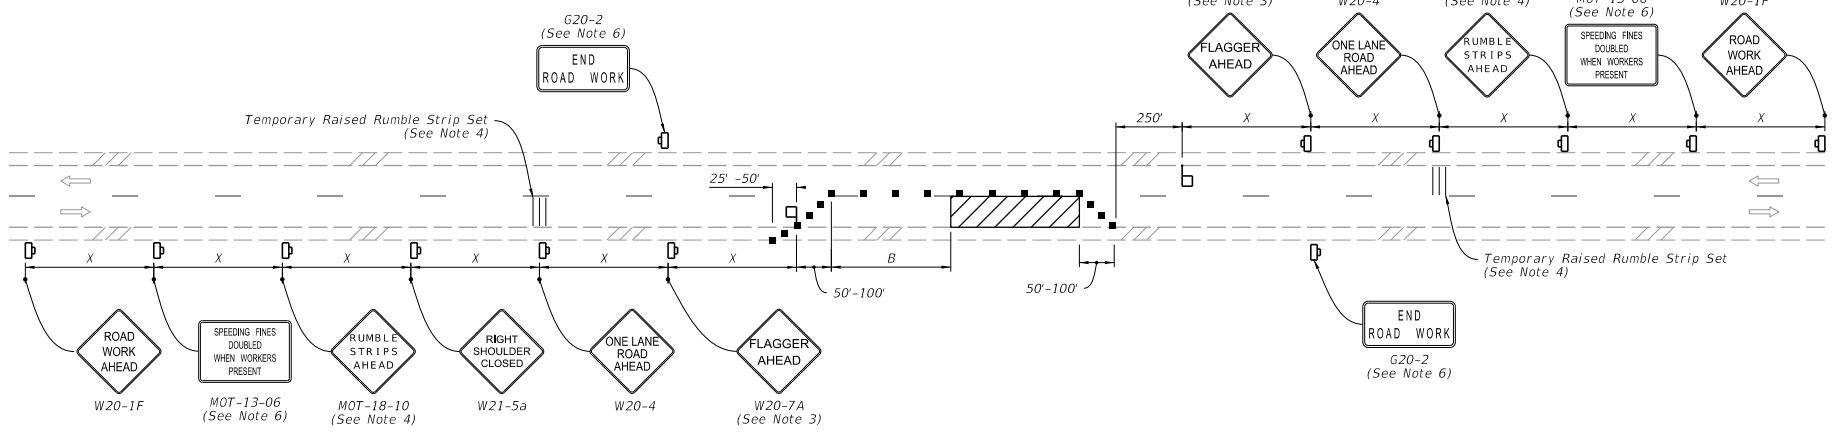 (See Note 3)
W20-4
(See Note 4)
MOT-13-06
(See Note 6)
W20-1F
G20-2
(See Note 6)
END
ROAD WORK
FLAGGER
AHEAD
ONE LANE
ROAD
AHEAD
RUMBLE
STRIPS
AHEAD
SPEEDING FINES
DOUBLED
WHEN WORKERS
PRESENT
ROAD
WORK
AHEAD
Temporary Raised Rumble Strip Set
(See Note 4)
250'
X
X
X
X
X
25' -50'
X
X
X
X
X
X
50'-100'
B
50'-100'
Temporary Raised Rumble Strip Set
(See Note 4)
ROAD
WORK
AHEAD
W20-1F
SPEEDING FINES
DOUBLED
WHEN WORKERS
PRESENT
MOT-13-06
(See Note 6)
RUMBLE
STRIPS
AHEAD
MOT-18-10
(See Note 4)
RIGHT
SHOULDER
CLOSED
W21-5a
ONE LANE
ROAD
AHEAD
W20-4
FLAGGER
AHEAD
W20-7A
(See Note 3)
END
ROAD WORK
G20-2
(See Note 6)